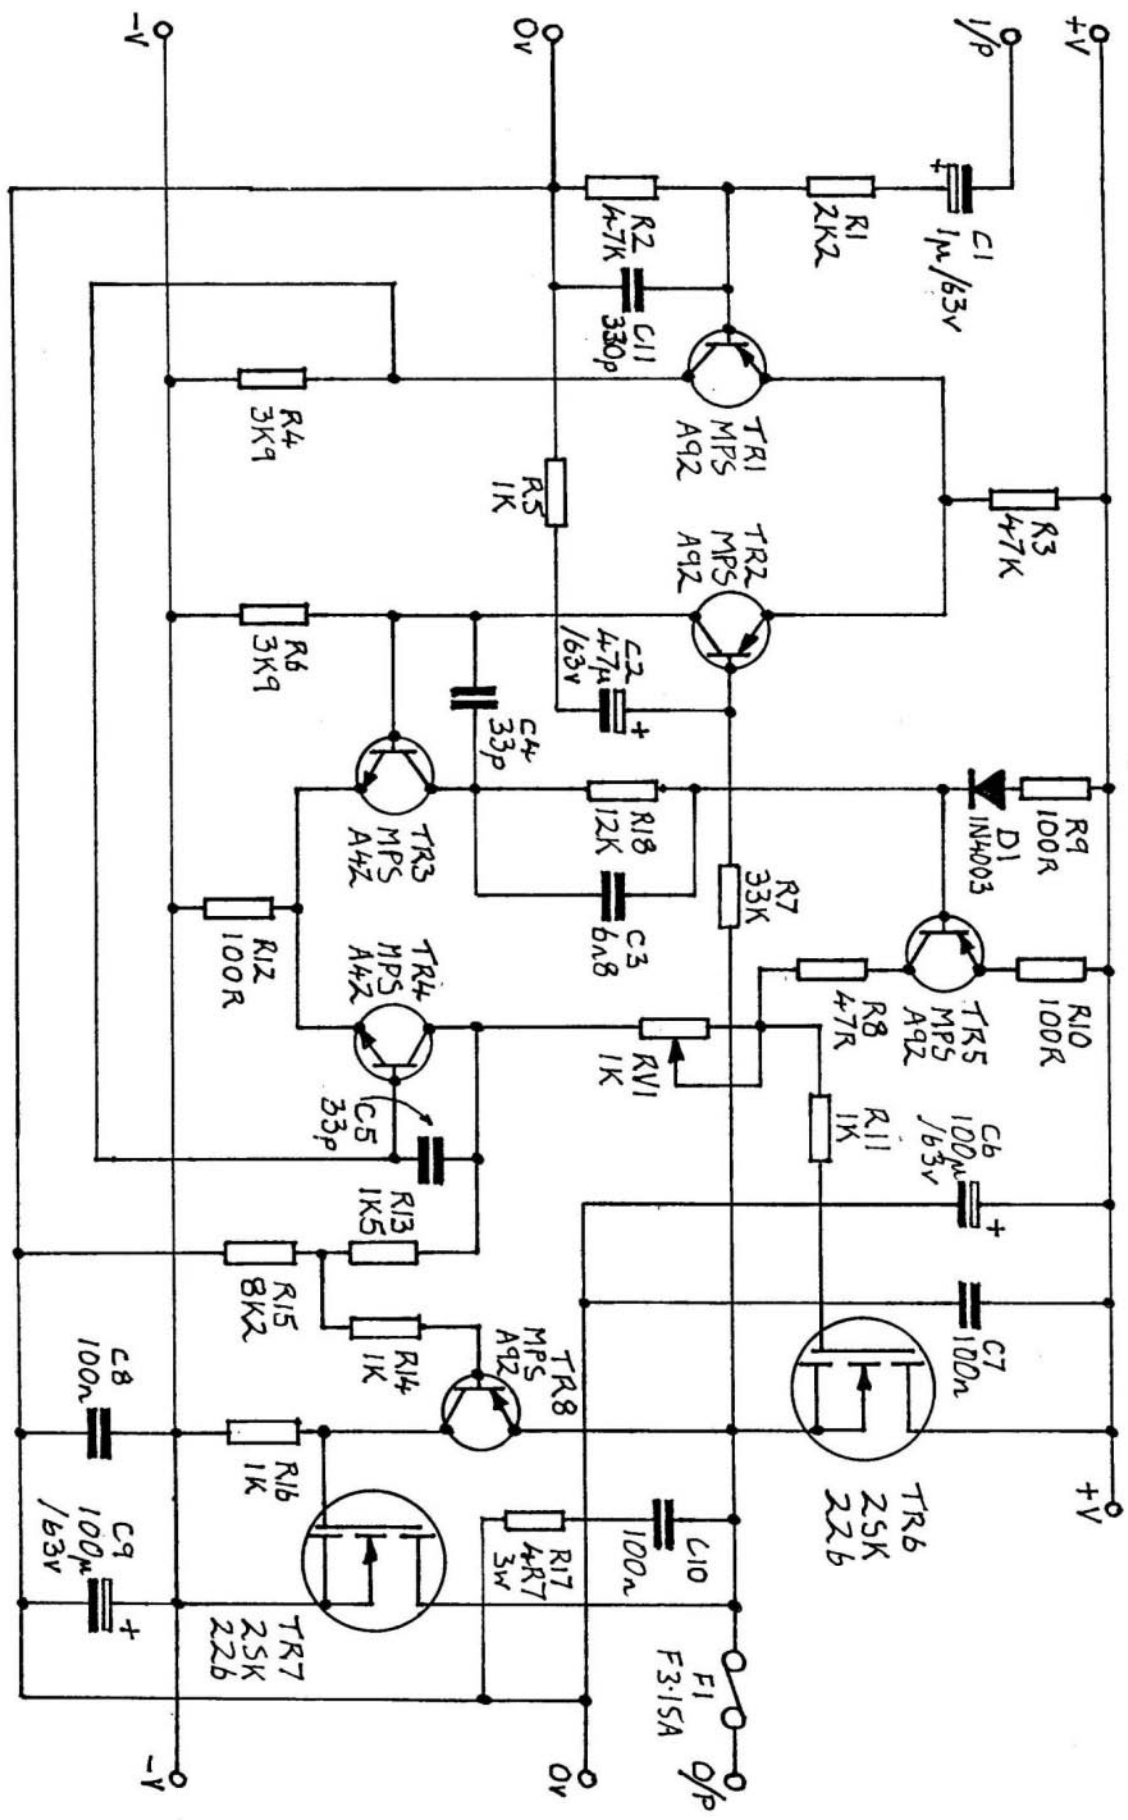 +V
I/P
0v
-V
C1
1µ/63v
R1
2K2
R2
47K
C11
330p
TR1
MPS
A92
R3
47K
R4
3K9
R5
1K
TR2
MPS
A92
R6
3K9
C2
47µ
/63v
C4
33p
TR3
MPS
A42
R18
12K
C3
6n8
R7
33K
R9
100R
D1
1N4003
R10
100R
TR5
MPS
A92
R8
47R
R12
100R
TR4
MPS
A42
RV1
1K
R11
1K
C5
33p
C6
100µ
/63v
C7
100n
R13
1K5
R15
8K2
R14
1K
TR8
MPS
A92
R16
1K
C8
100n
C9
100µ
/63v
+
+
+
+
TR6
2SK
226
TR7
2SK
226
C10
100n
R17
4R7
3W
F1
F3·15A
+V
O/P
0v
-V